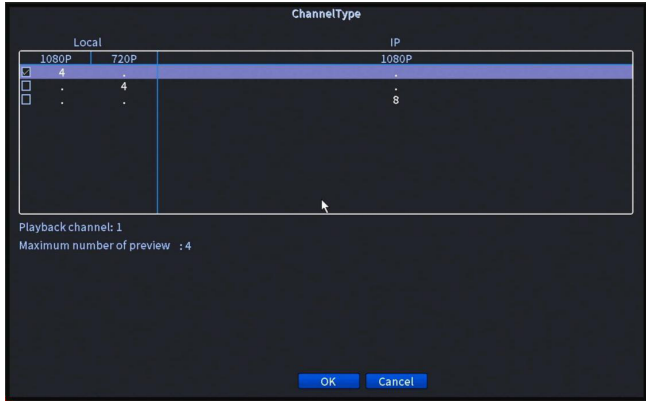 ChannelType
Local IP
1080P 720P 1080P
4 . .
. 4 .
. . 8
Playback channel: 1
Maximum number of preview : 4
OK Cancel